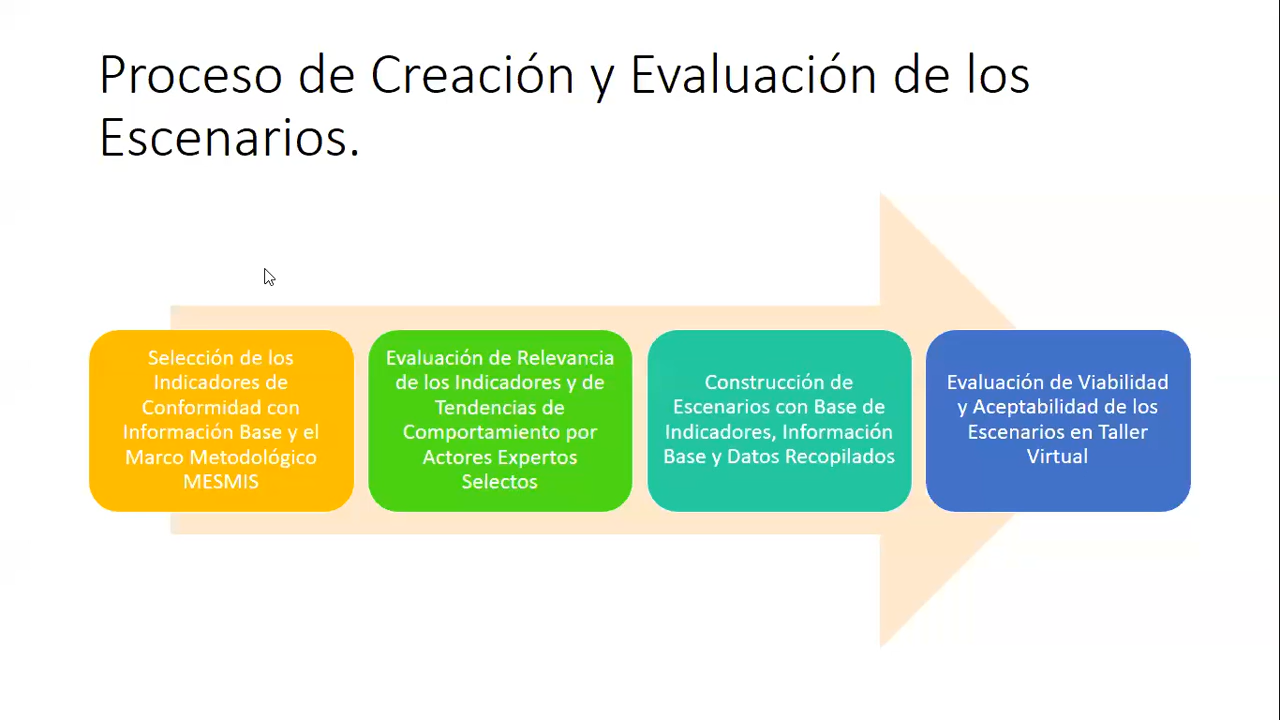 Proceso de Creación y Evaluación de los
Escenarios.
Selección de los
Indicadores de
Conformidad con
Información Base y el
Marco Metodológico
MESMIS
Evaluación de Relevancia
de los Indicadores y de
Tendencias de
Comportamiento por
Actores Expertos
Selectos
Construcción de
Escenarios con Base de
Indicadores, Información
Base y Datos Recopilados
Evaluación de Viabilidad
y Aceptabilidad de los
Escenarios en Taller
Virtual